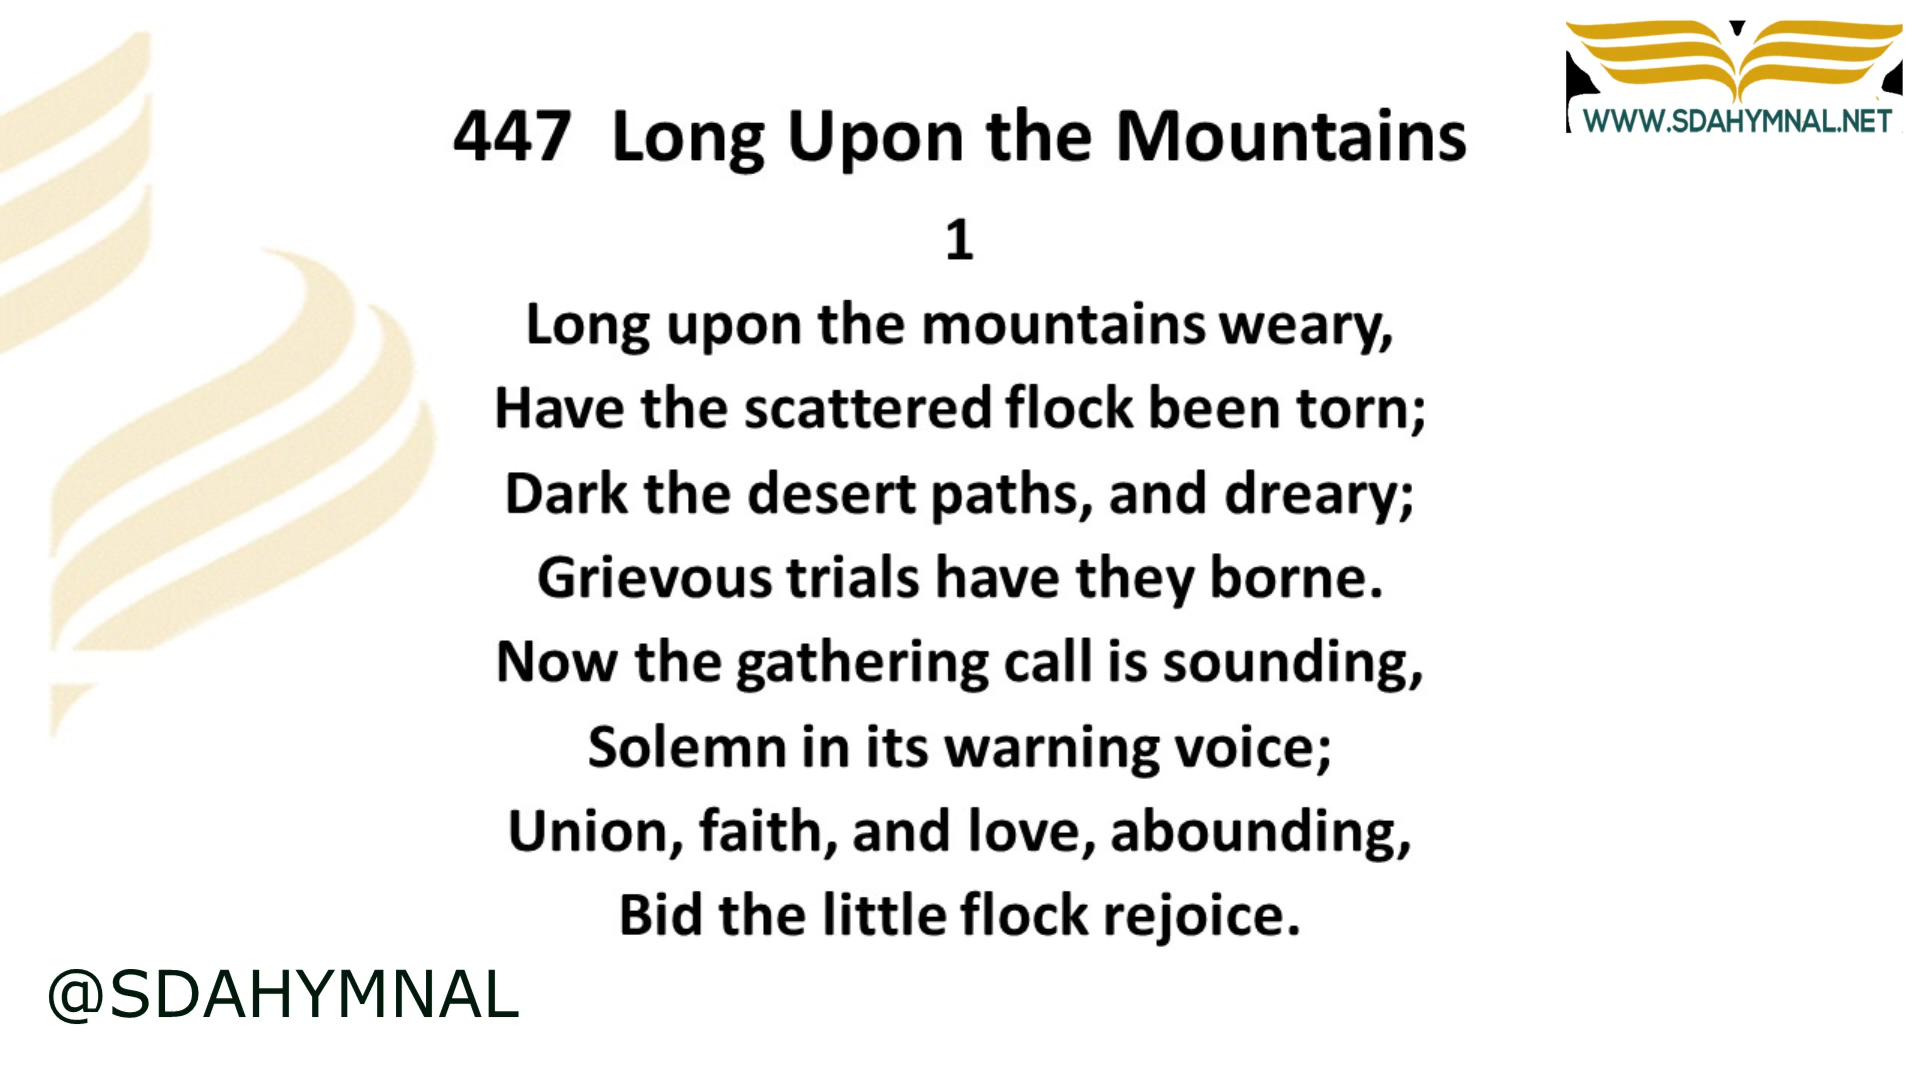 WWW.SDAHYMNAL.NET
447 Long Upon the Mountains
1
Long upon the mountains weary,
Have the scattered flock been torn;
Dark the desert paths, and dreary;
Grievous trials have they borne.
Now the gathering call is sounding,
Solemn in its warning voice;
Union, faith, and love, abounding,
Bid the little flock rejoice.
@SDAHYMNAL